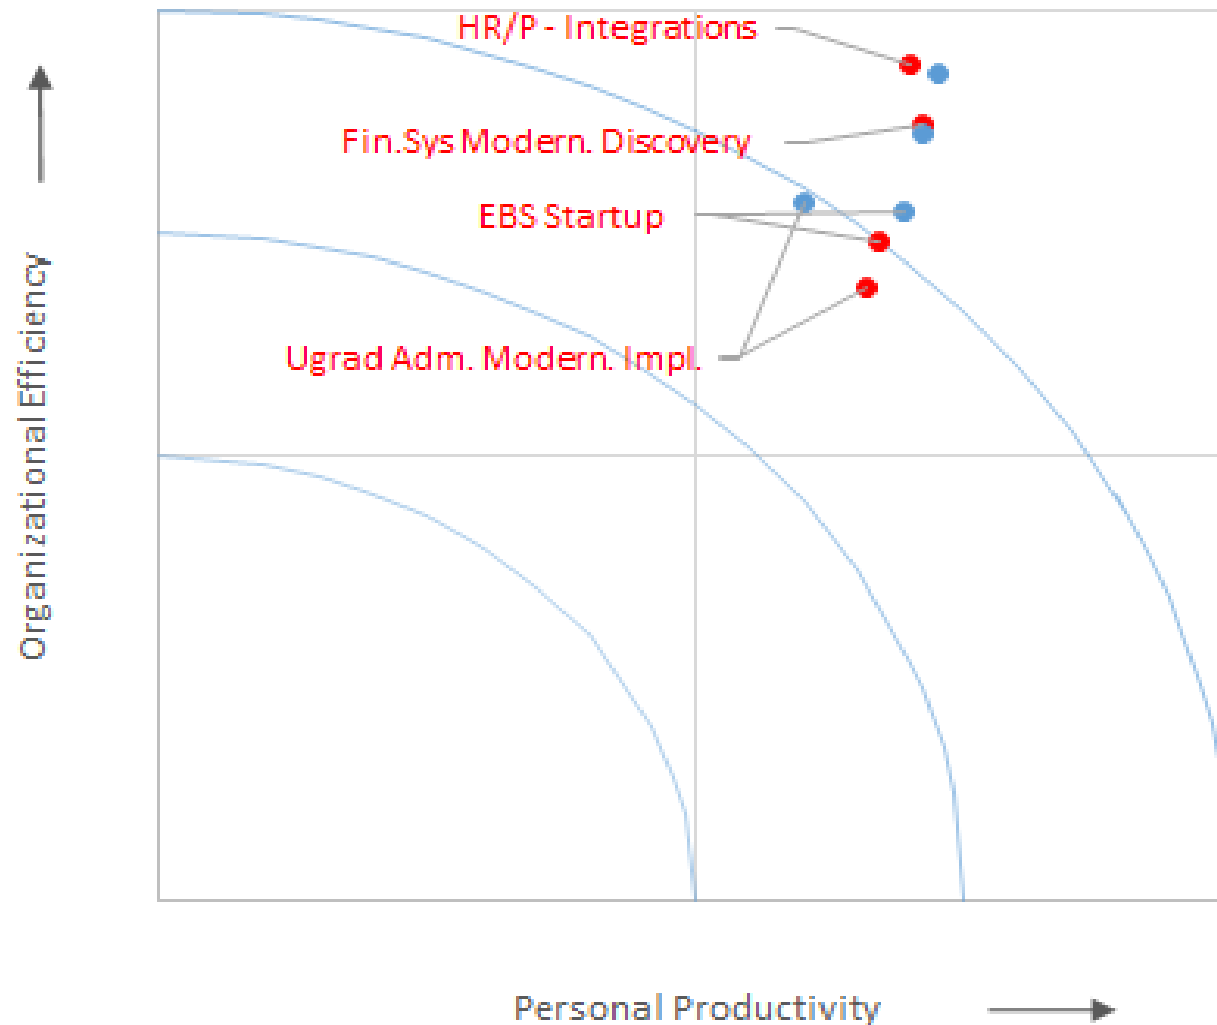 HR/P - Integrations
Fin.Sys Modern. Discovery
EBS Startup
Ugrad Adm. Modern. Impl.
Organizational Efficiency
Personal Productivity